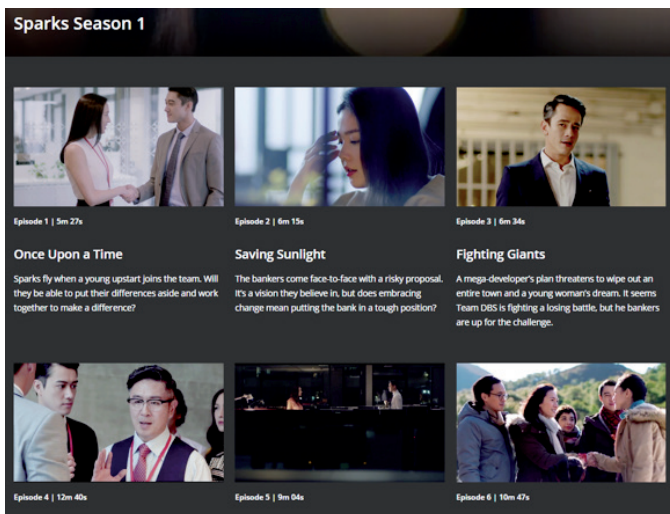 Sparks Season 1
Episode 1 | 5m 27s
Episode 2 | 6m 15s
Episode 3 | 6m 34s
Once Upon a Time
Sparks fly when a young upstart joins the team. Will
they be able to put their differences aside and work
together to make a difference?
Saving Sunlight
The bankers come face-to-face with a risky proposal.
It's a vision they believe in, but does embracing
change mean putting the bank in a tough position?
Fighting Giants
A mega-developer's plan threatens to wipe out an
entire town and a young woman's dream. It seems
Team DBS is fighting a losing battle, but he bankers
are up for the challenge.
Episode 4 | 12m 40s
Episode 5 | 9m 04s
Episode 6 | 10m 47s